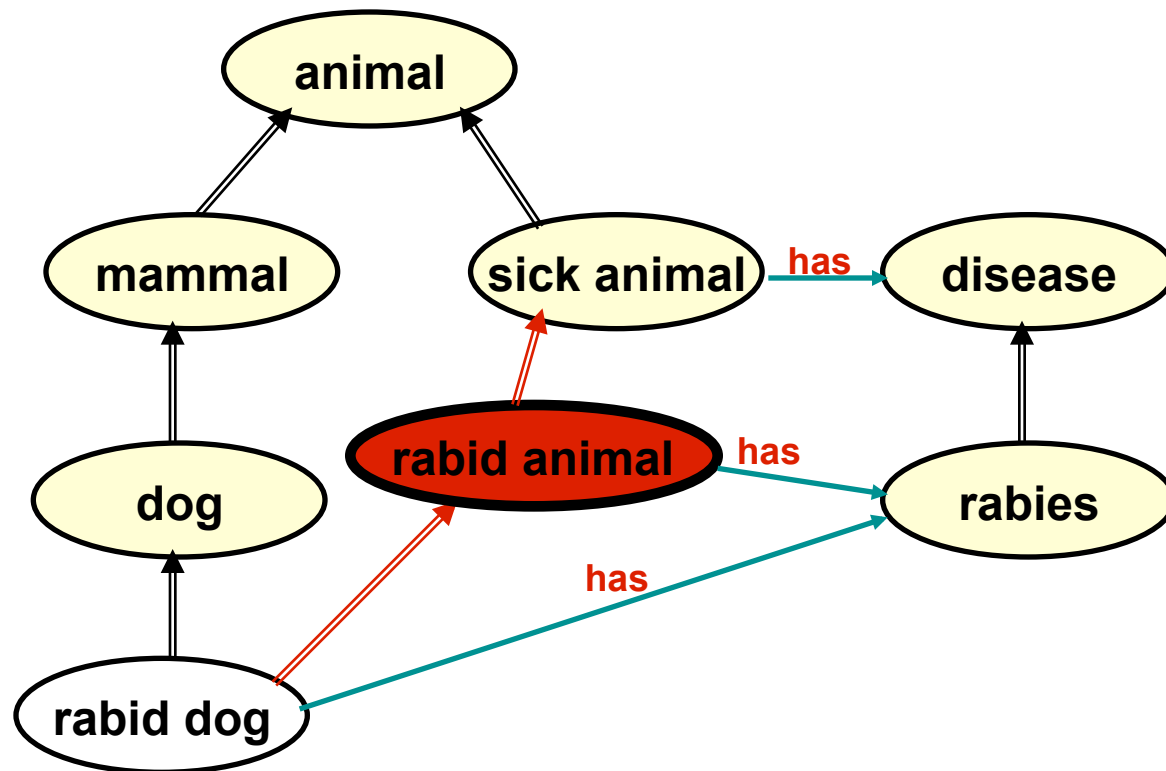 animal
mammal
sick animal
has
disease
rabid animal
has
dog
rabies
has
rabid dog